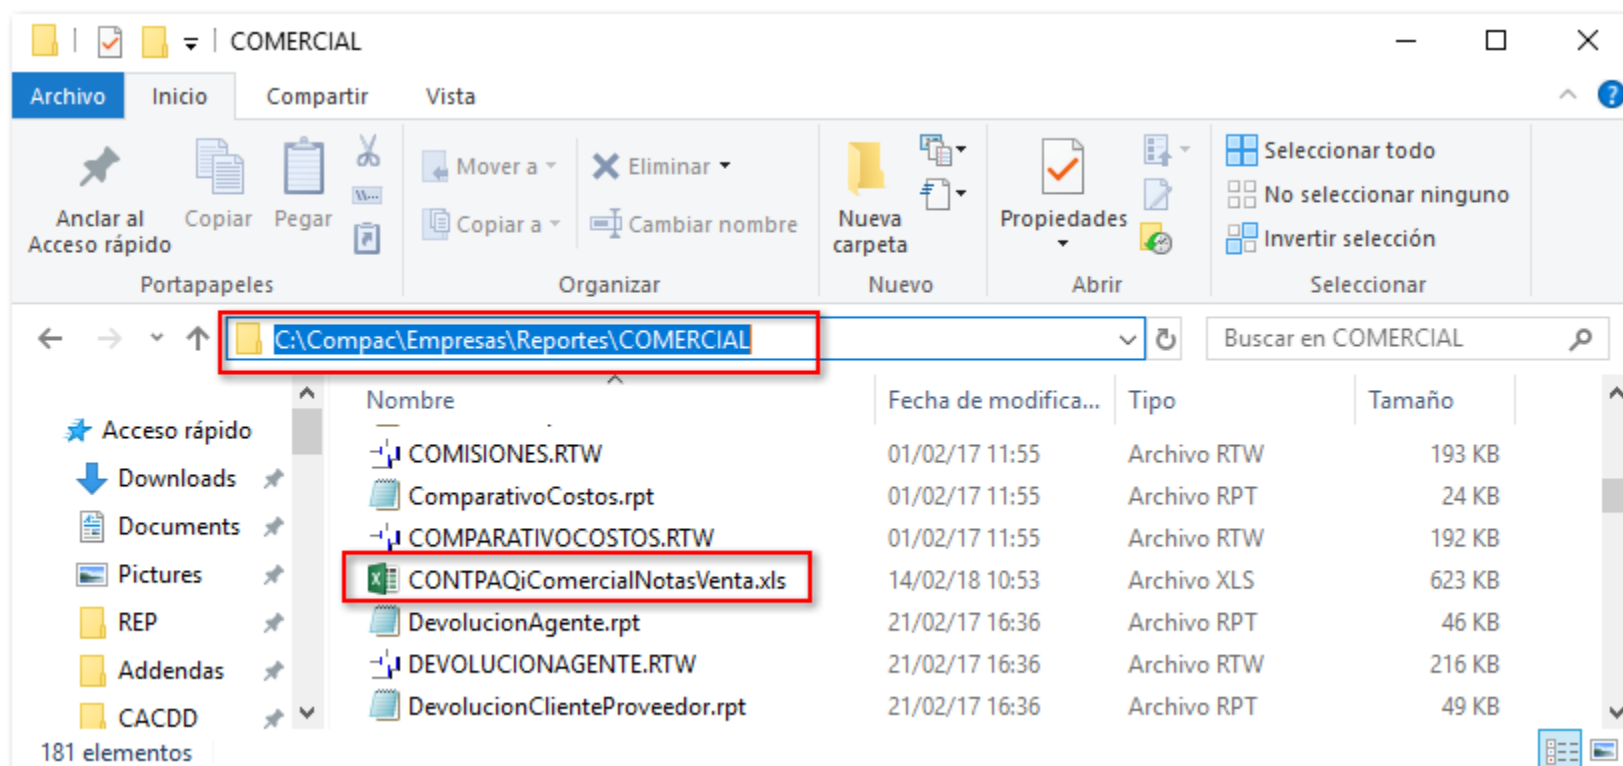 COMERCIAL
Archivo Inicio Compartir Vista
Anclar al Acceso rápido
Copiar
Pegar
Portapapeles
Mover a
Copiar a
Eliminar
Cambiar nombre
Organizar
Nueva carpeta
Nuevo
Propiedades
Abrir
Seleccionar todo
No seleccionar ninguno
Invertir selección
Seleccionar
C:\Compac\Empresas\Reportes\COMERCIAL
Buscar en COMERCIAL
Acceso rápido
Downloads
Documents
Pictures
REP
Addendas
CACDD
Nombre Fecha de modifica... Tipo Tamaño
COMISIONES.RTW 01/02/17 11:55 Archivo RTW 193 KB
ComparativoCostos.rpt 01/02/17 11:55 Archivo RPT 24 KB
COMPARATIVOCOSTOS.RTW 01/02/17 11:55 Archivo RTW 192 KB
CONTPAQiComercialNotasVenta.xls 14/02/18 10:53 Archivo XLS 623 KB
DevolucionAgente.rpt 21/02/17 16:36 Archivo RPT 46 KB
DEVOLUCIONAGENTE.RTW 21/02/17 16:36 Archivo RTW 216 KB
DevolucionClienteProveedor.rpt 21/02/17 16:36 Archivo RPT 49 KB
181 elementos